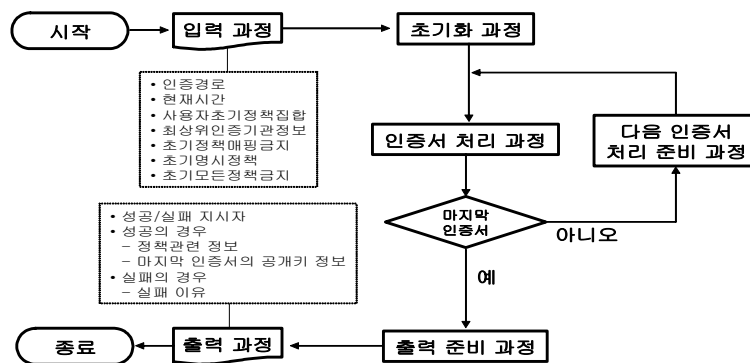 시작
입력 과정
초기화 과정
• 인증경로
• 현재시간
• 사용자초기정책집합
• 최상위인증기관정보
• 초기정책매핑금지
• 초기명시정책
• 초기모든정책금지
인증서 처리 과정
다음 인증서
처리 준비 과정
마지막
인증서
아니오
예
• 성공/실패 지시자
• 성공의 경우
– 정책관련 정보
– 마지막 인증서의 공개키 정보
• 실패의 경우
– 실패 이유
종료
출력 과정
출력 준비 과정